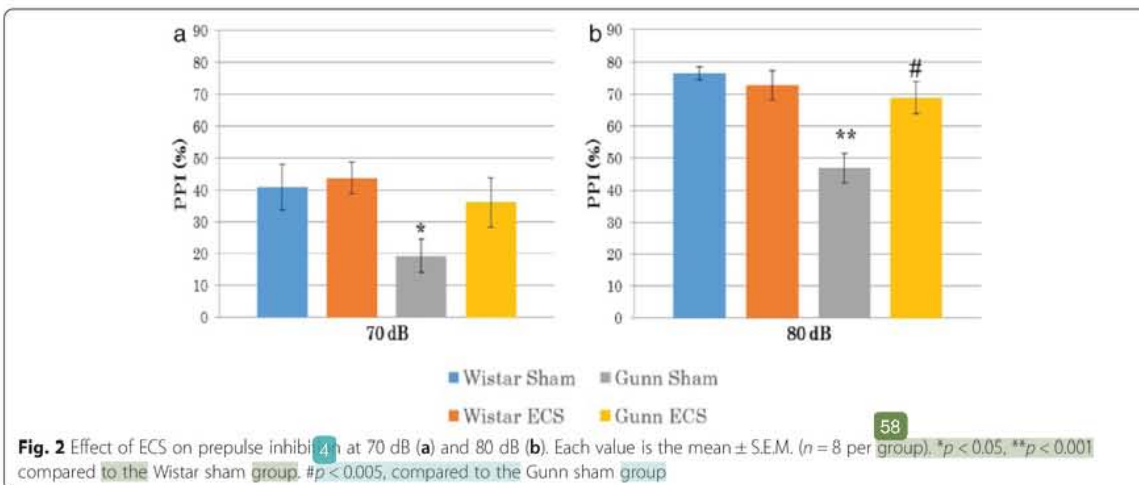 a
b
90
80
70
60
50
40
30
20
10
0
PPI (%)
*
70 dB
90
80
70
60
50
40
30
20
10
0
PPI (%)
**
#
80 dB
Wistar Sham Gunn Sham
Wistar ECS Gunn ECS
58
4
Fig. 2 Effect of ECS on prepulse inhibition at 70 dB (a) and 80 dB (b). Each value is the mean ± S.E.M. (n = 8 per group). *p < 0.05, **p < 0.001
compared to the Wistar sham group. #p < 0.005, compared to the Gunn sham group